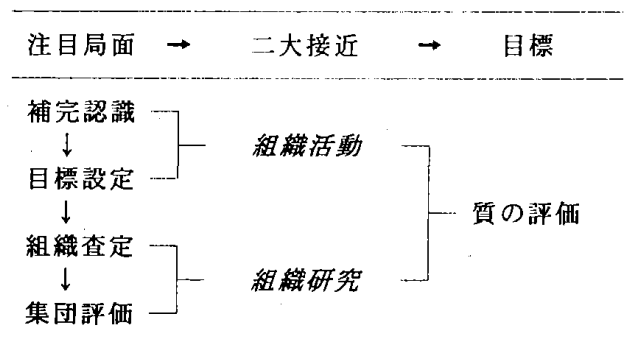 注目局面 → 二大接近 → 目標
補完認識
↓
組織活動
目標設定
↓
質の評価
組織査定
↓
組織研究
集団評価